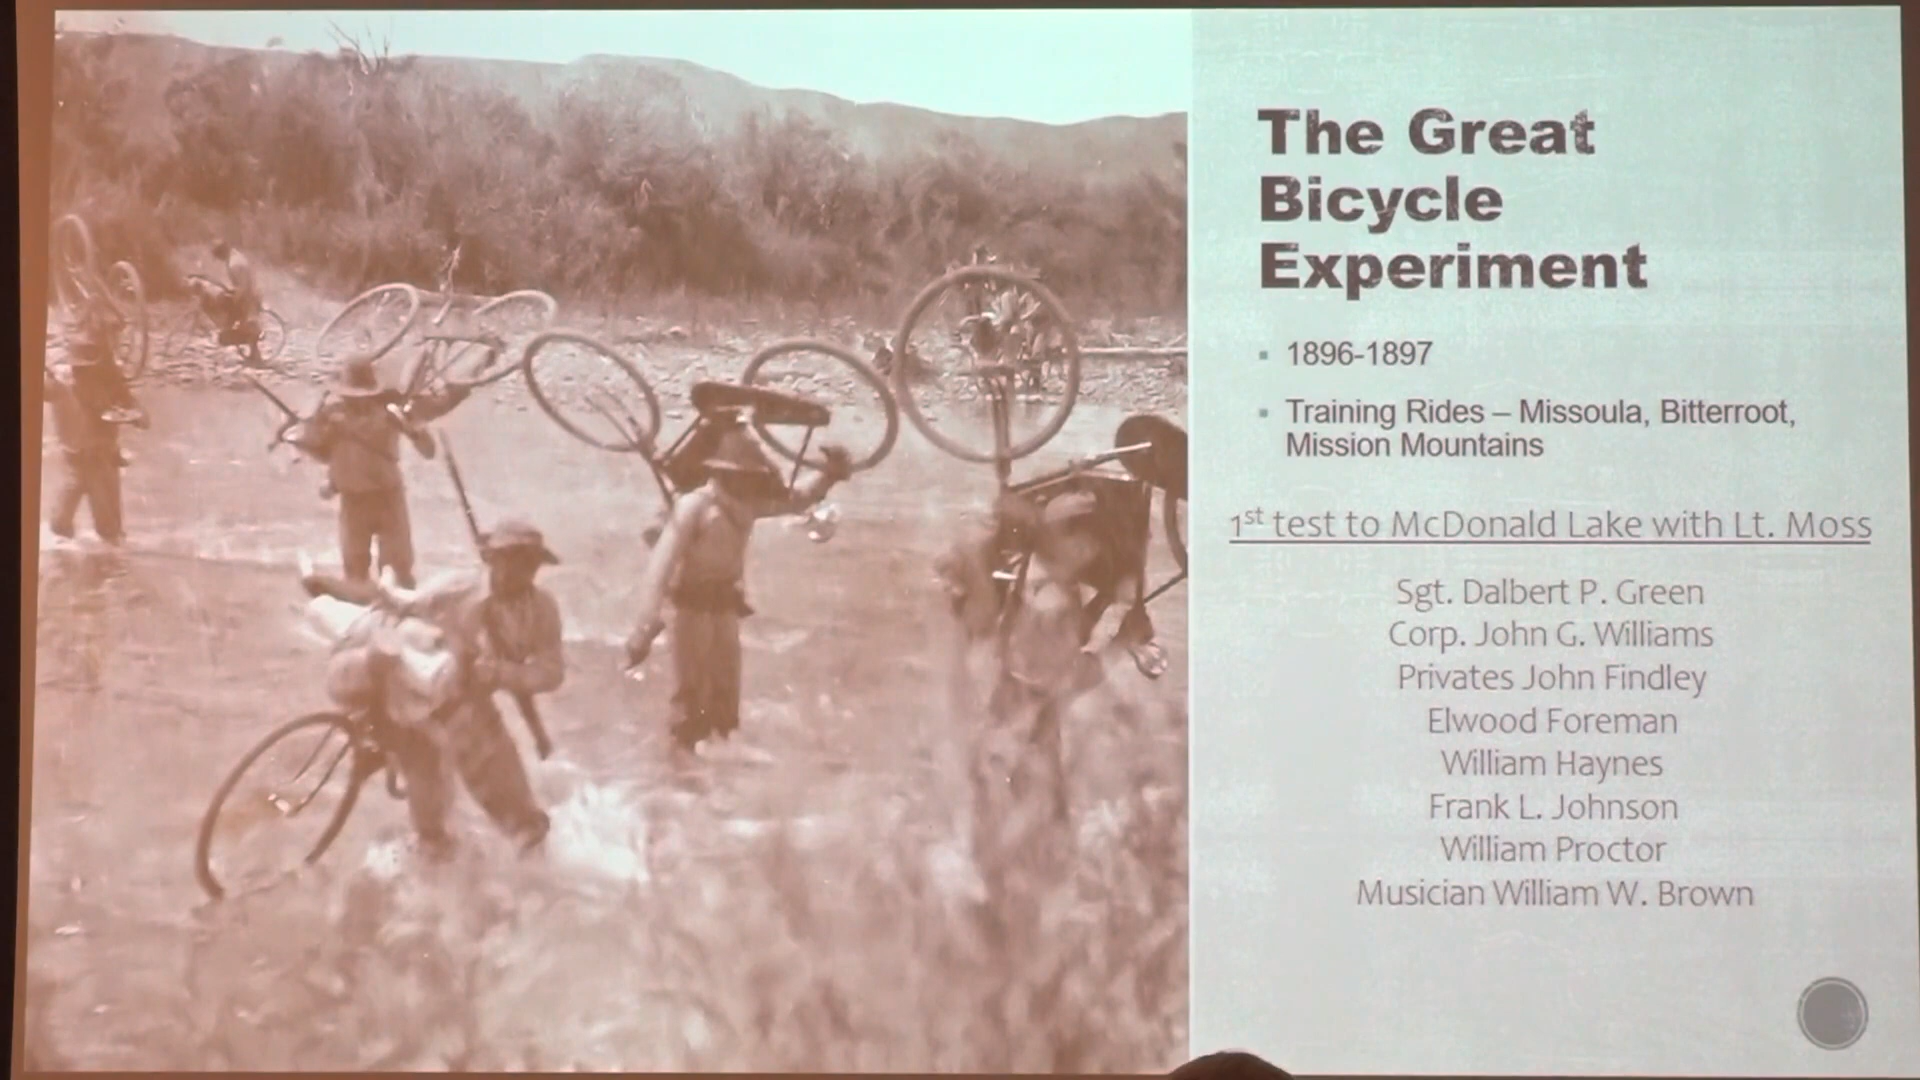 The Great
Bicycle
Experiment
▪ 1896-1897
▪ Training Rides – Missoula, Bitterroot,
Mission Mountains
1st test to McDonald Lake with Lt. Moss
Sgt. Dalbert P. Green
Corp. John G. Williams
Privates John Findley
Elwood Foreman
William Haynes
Frank L. Johnson
William Proctor
Musician William W. Brown